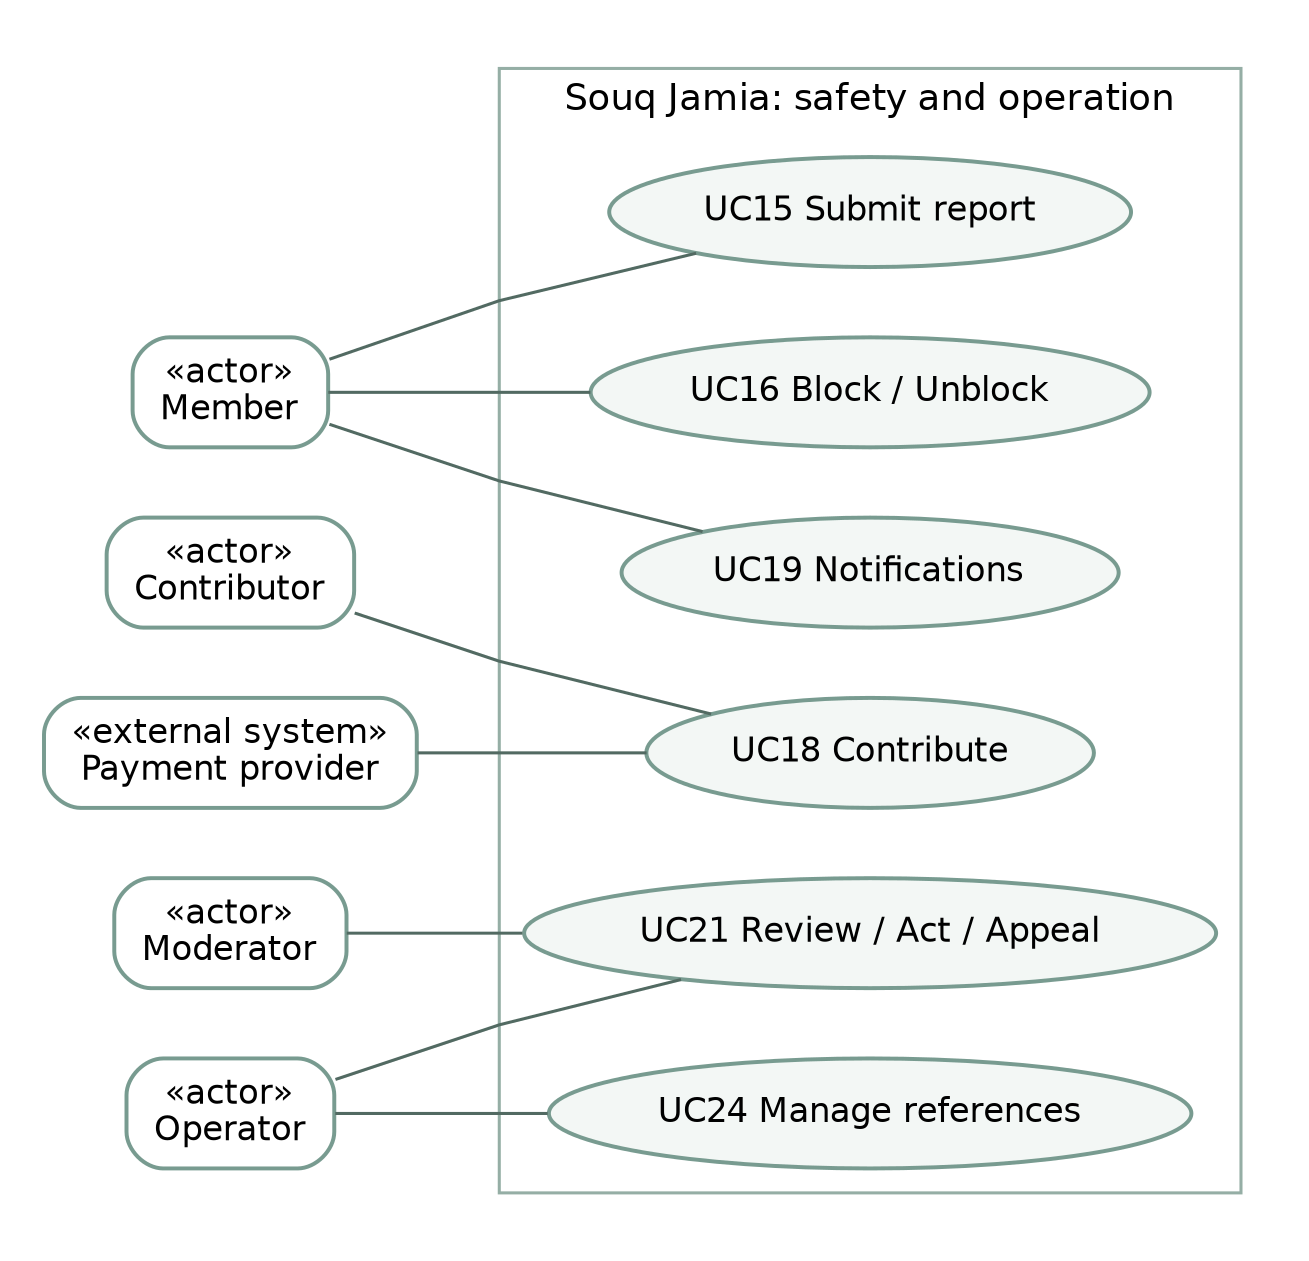 Souq Jamia: safety and operation
UC15 Submit report
«actor»
Member
UC16 Block / Unblock
«actor»
Contributor
UC19 Notifications
«external system»
Payment provider
UC18 Contribute
«actor»
Moderator
UC21 Review / Act / Appeal
«actor»
Operator
UC24 Manage references